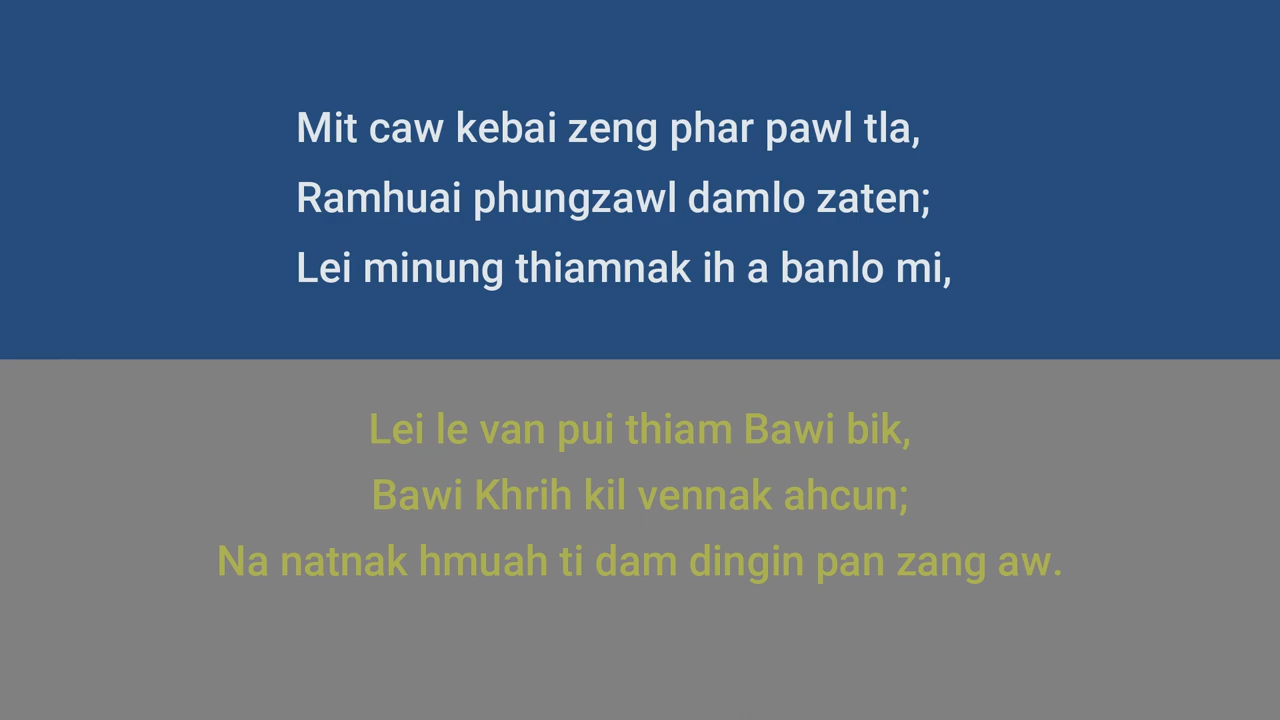 Mit caw kebai zeng phar pawl tla,
Ramhuai phungzawl damlo zaten;
Lei minung thiamnak ih a banlo mi,
Lei le van pui thiam Bawi bik,
Bawi Khrih kil vennak ahcun;
Na natnak hmuah ti dam dingin pan zang aw.